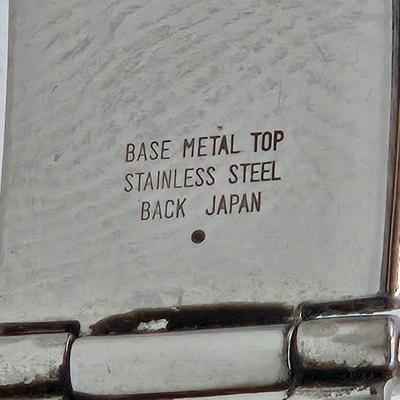 BASE METAL TOP
STAINLESS STEEL
BACK JAPAN